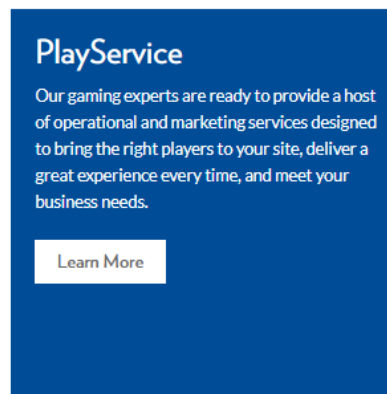 PlayService
Our gaming experts are ready to provide a host
of operational and marketing services designed
to bring the right players to your site, deliver a
great experience every time, and meet your
business needs.
Learn More